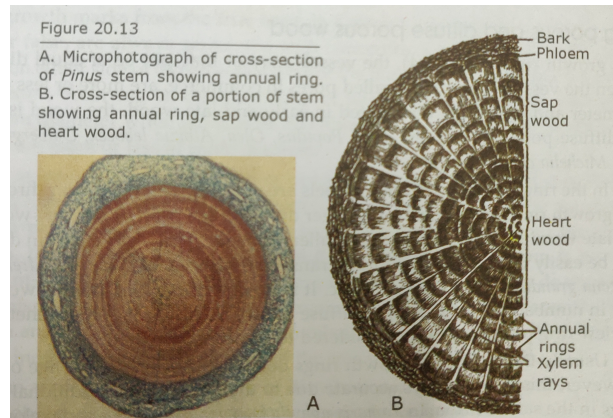 Figure 20.13
A. Microphotograph of cross-section
of Pinus stem showing annual ring.
B. Cross-section of a portion of stem
showing annual ring, sap wood and
heart wood.
Bark
Phloem
Sap
wood
Heart
wood
Annual
rings
Xylem
rays
A
B